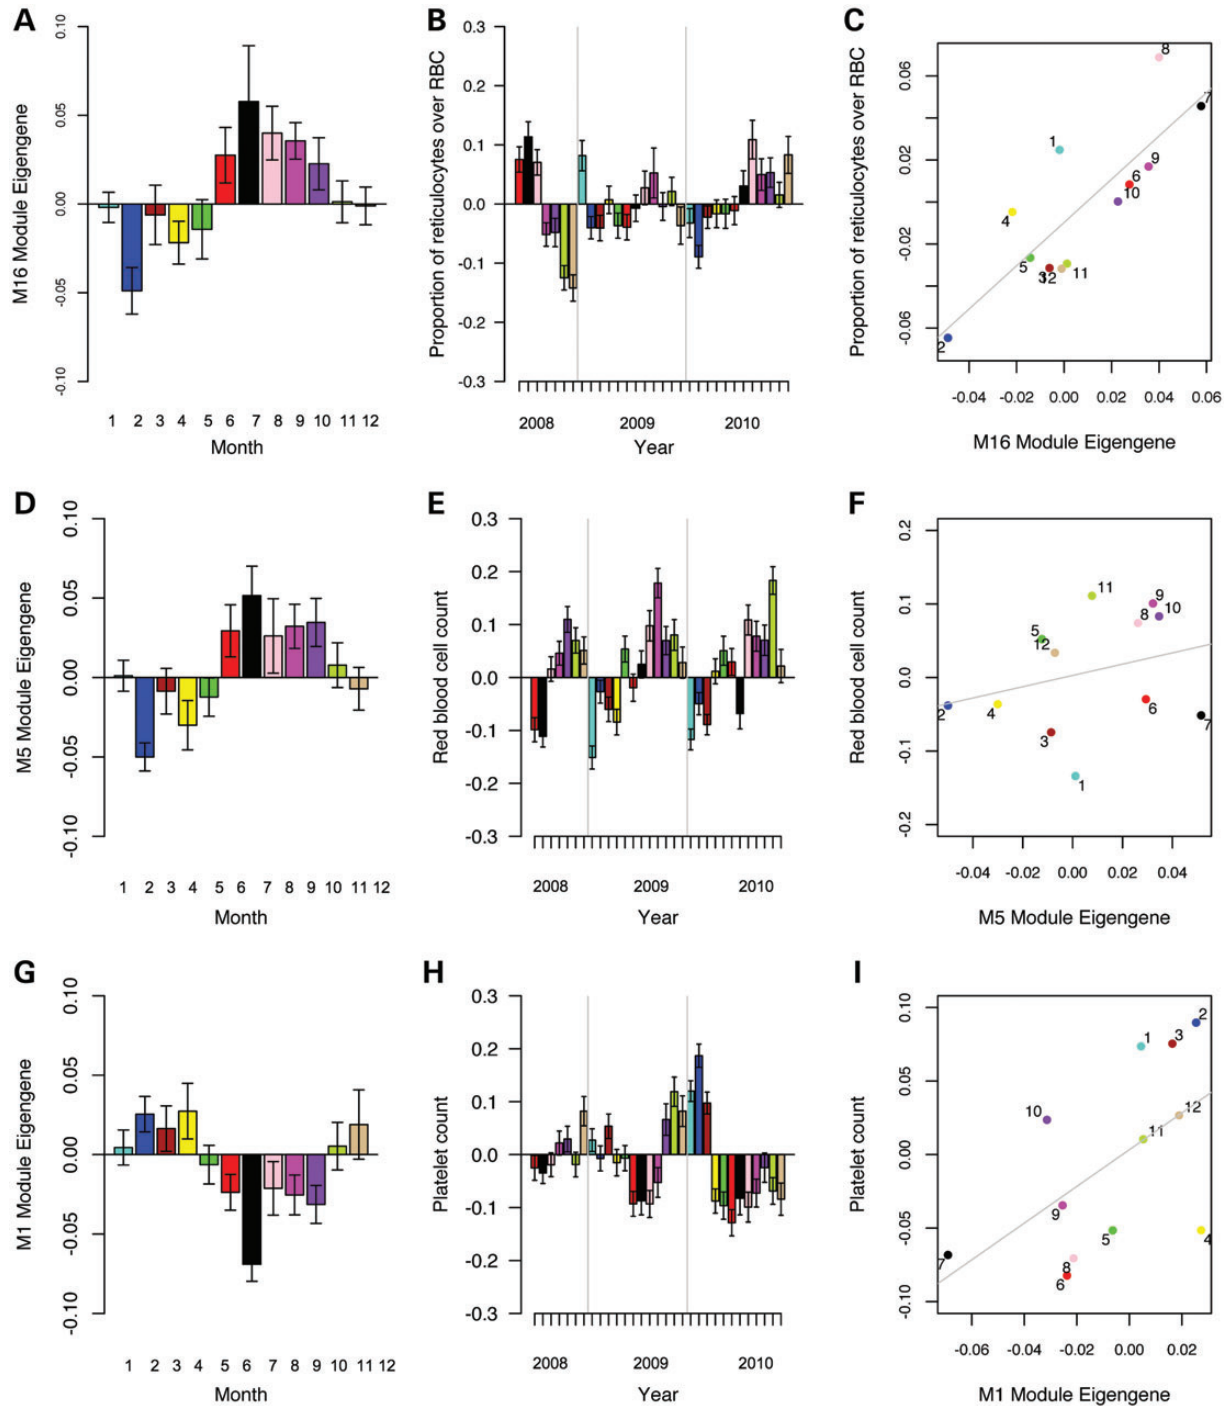 A
M16 Module Eigengene
0.10
0.05
0.00
-0.05
-0.10
1 2 3 4 5 6 7 8 9 10 11 12
Month
B
Proportion of reticulocytes over RBC
0.3
0.2
0.1
0.0
-0.1
-0.2
-0.3
2008 2009 2010
Year
C
Proportion of reticulocytes over RBC
0.06
0.02
-0.02
-0.06
8
7
1
9
6
10
4
5
3
12
11
2
-0.04 -0.02 0.00 0.02 0.04 0.06
M16 Module Eigengene
D
M5 Module Eigengene
0.10
0.05
0.00
-0.05
-0.10
1 2 3 4 5 6 7 8 9 10 11 12
Month
E
Red blood cell count
0.3
0.2
0.1
0.0
-0.1
-0.2
-0.3
2008 2009 2010
Year
F
Red blood cell count
0.2
0.1
0.0
-0.1
-0.2
11
9
8
10
5
12
2
4
6
7
3
1
-0.04 -0.02 0.00 0.02 0.04
M5 Module Eigengene
G
M1 Module Eigengene
0.10
0.05
0.00
-0.05
-0.10
1 2 3 4 5 6 7 8 9 10 11 12
Month
H
Platelet count
0.3
0.2
0.1
0.0
-0.1
-0.2
-0.3
2008 2009 2010
Year
I
Platelet count
0.10
0.05
0.00
-0.05
-0.10
2
1
3
10
12
11
9
5
4
7
8
6
-0.06 -0.04 -0.02 0.00 0.02
M1 Module Eigengene